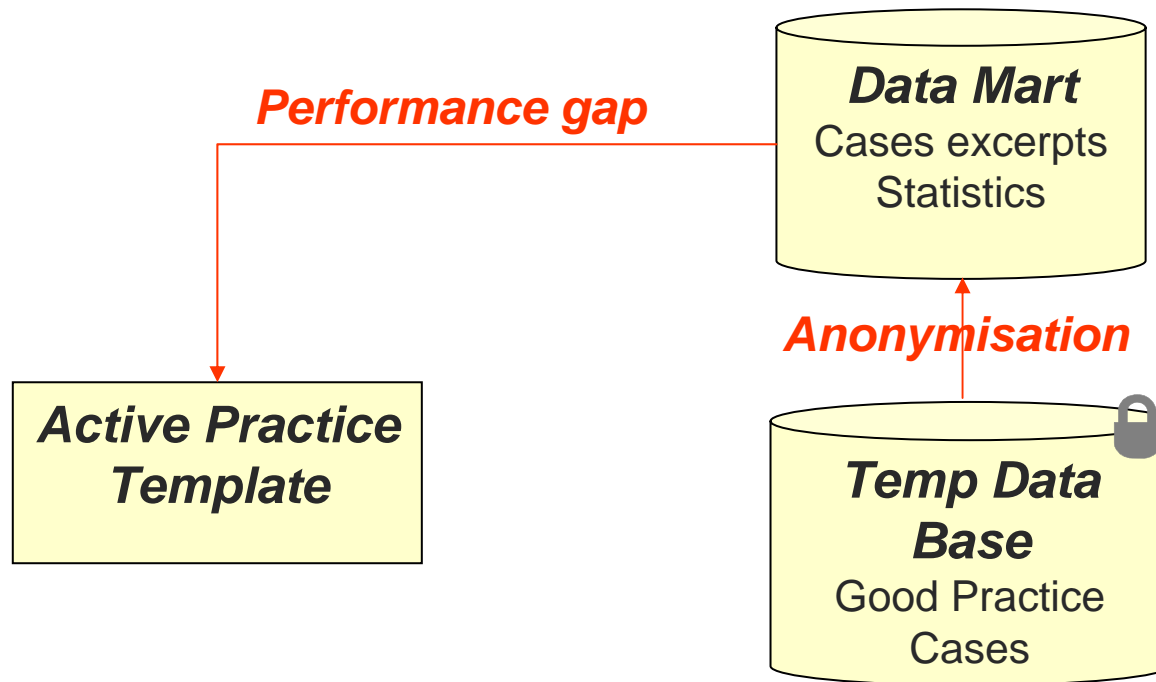 Data Mart
Cases excerpts
Statistics
Performance gap
Anonymisation
Active Practice
Template
Temp Data
Base
Good Practice
Cases